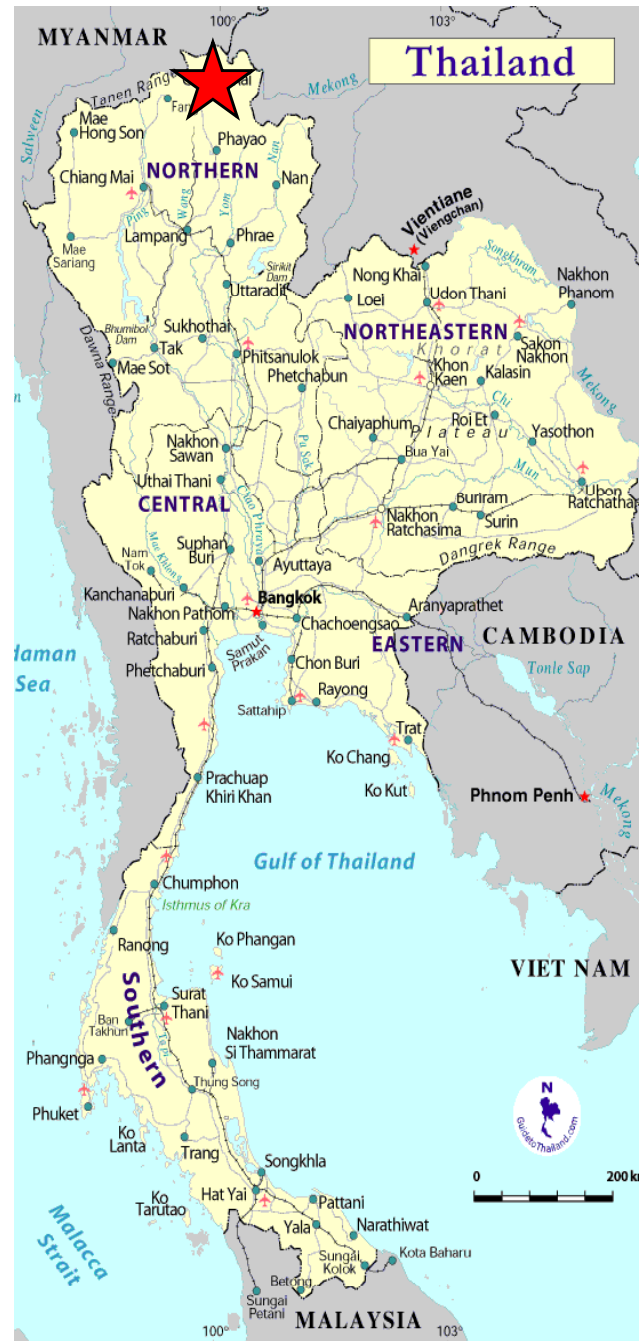 100°
103°
MYANMAR
Thailand
Tanen Range
Mekong
Salween
Mae
Hong Son
Phayao
NORTHERN
Nan
Chiang Mai
Nan
Ping
Wang
Yom
Vientiane
(Viengchan)
Lampang
Phrae
Mae
Sariang
Songkhram
Sirikit
Dam
Nong Khai
Nakhon
Phanom
Uttaradit
Loei
Udon Thani
Bhumibol
Dam
Sukhothai
NORTHEASTERN
Tak
Phitsanulok
Khorat
Sakon
Nakhon
Dawna Range
Mae Sot
Phetchabun
Khon
Kaen
Kalasin
Mekong
Chi
Chaiyaphum
Roi Et
Plateau
Yasothon
Nakhon
Sawan
Pa Sak
Bua Yai
Uthai Thani
Mun
CENTRAL
Chao Phraya
Buriram
Ubon
Ratchathan
Nakhon
Ratchasima
Surin
Suphan
Buri
Mae Khlong
Nam
Tok
Ayuttaya
Dangrek Range
Kanchanaburi
Bangkok
Nakhon Pathom
Aranyaprathet
Chachoengsao
Ratchaburi
EASTERN
CAMBODIA
daman
Sea
Samut
Prakan
Phetchaburi
Chon Buri
Tonle Sap
Rayong
Sattahip
Trat
Ko Chang
Prachuap
Khiri Khan
Ko Kut
Phnom Penh
Mekong
Gulf of Thailand
Chumphon
Isthmus of Kra
Ranong
Ko Phangan
VIET NAM
Ko Samui
Southern
Surat
Thani
Ban
Takhun
Tapi
Nakhon
Si Thammarat
Phangnga
Thung Song
N
GuidetoThailand.com
Phuket
Ko
Lanta
Trang
Songkhla
0
200 km
Ko
Tarutao
Hat Yai
Pattani
Malacca
Strait
Yala
Narathiwat
Sungai
Kolok
Kota Baharu
Betong
Sungai
Petani
MALAYSIA
100°
103°